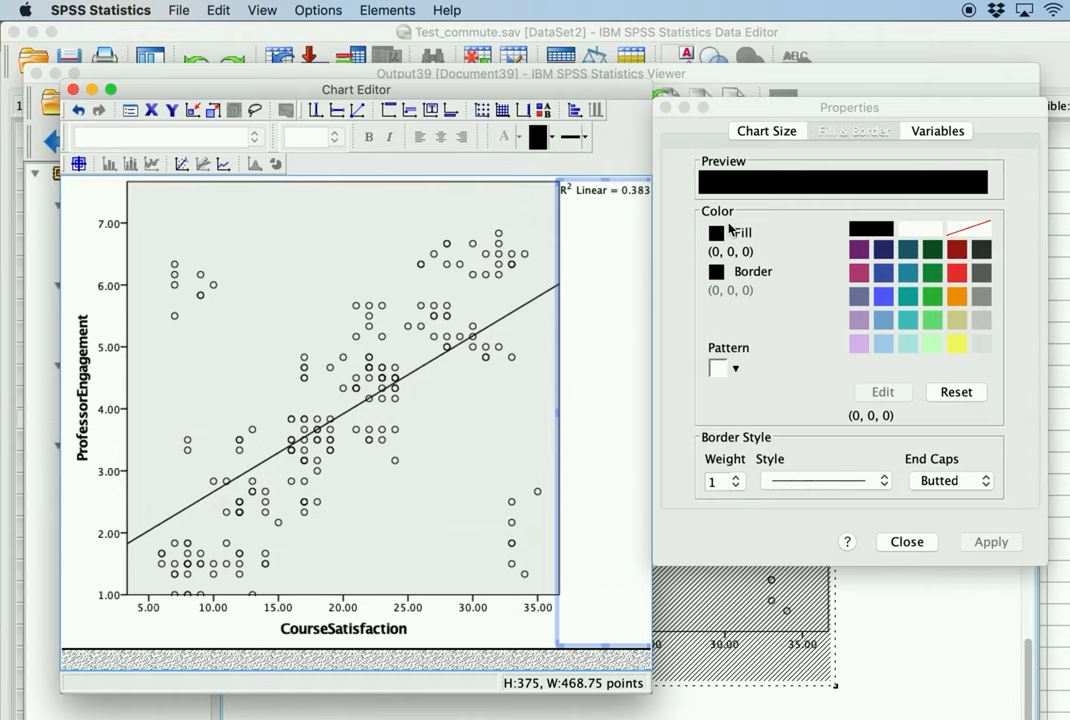 SPSS Statistics File Edit View Options Elements Help
Test_commute.sav [DataSet2] - IBM SPSS Statistics Data Editor
Output39 [Document39] - IBM SPSS Statistics Viewer
Chart Editor
B I A
Properties
Chart Size Fill & Border Variables
Preview
Color
Fill
(0, 0, 0)
Border
(0, 0, 0)
Pattern
Edit Reset
(0, 0, 0)
Border Style
Weight Style End Caps
1 Butted
? Close Apply
R² Linear = 0.383
ProfessorEngagement
7.00
6.00
5.00
4.00
3.00
2.00
1.00
5.00 10.00 15.00 20.00 25.00 30.00 35.00
CourseSatisfaction
30.00 35.00
H:375, W:468.75 points